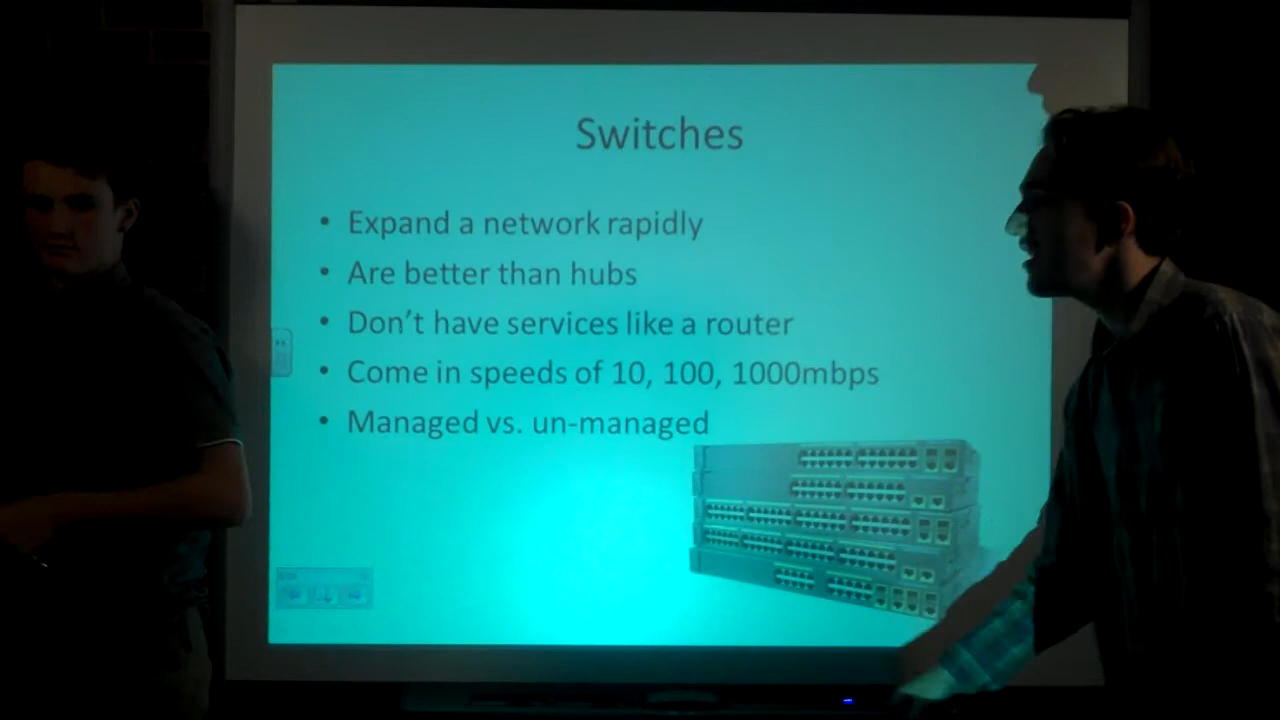 Switches
• Expand a network rapidly
• Are better than hubs
• Don't have services like a router
• Come in speeds of 10, 100, 1000mbps
• Managed vs. un-managed